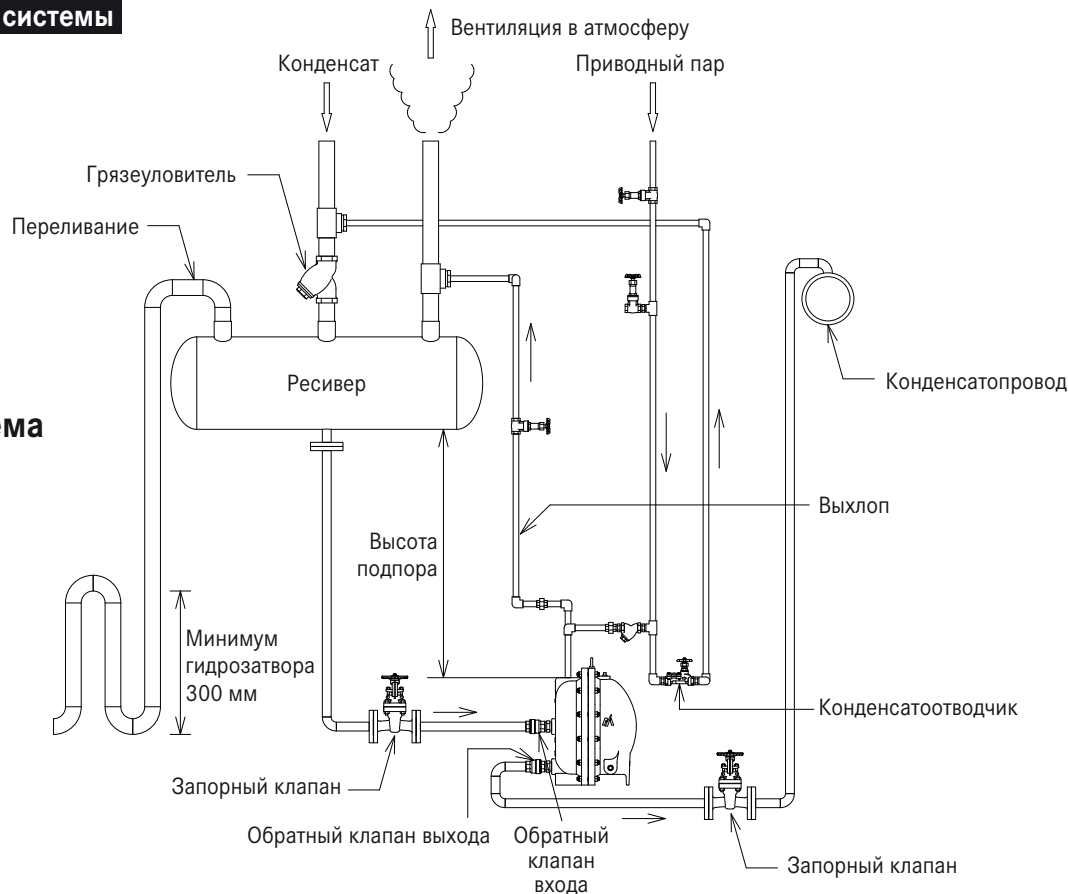 системы
Вентиляция в атмосферу
Конденсат
Приводный пар
Грязеуловитель
Переливание
Ресивер
Конденсатопровод
ема
Выхлоп
Высота
подпора
Минимум
гидрозатвора
300 мм
Конденсатоотводчик
Запорный клапан
Обратный клапан выхода
Обратный
клапан
входа
Запорный клапан